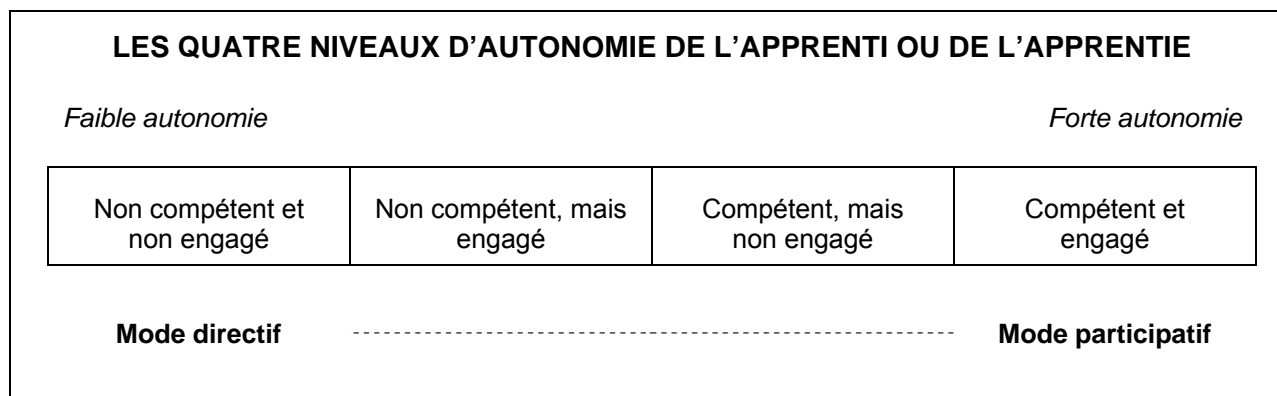 LES QUATRE NIVEAUX D’AUTONOMIE DE L’APPRENTI OU DE L’APPRENTIE
Faible autonomie
Forte autonomie
Non compétent et
non engagé
Non compétent, mais
engagé
Compétent, mais
non engagé
Compétent et
engagé
Mode directif
Mode participatif